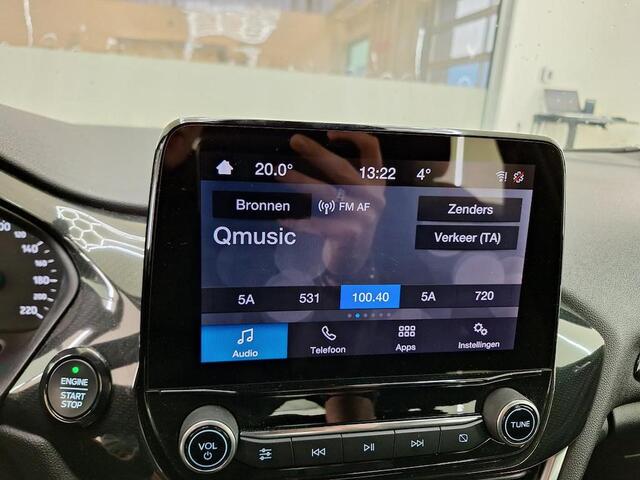 20.0° 13:22 4°
Bronnen FM AF Zenders
Qmusic Verkeer (TA)
5A 531 100.40 5A 720
Audio Telefoon Apps Instellingen
120 140
160
180
200
220
ENGINE
START
STOP
VOL
TUNE